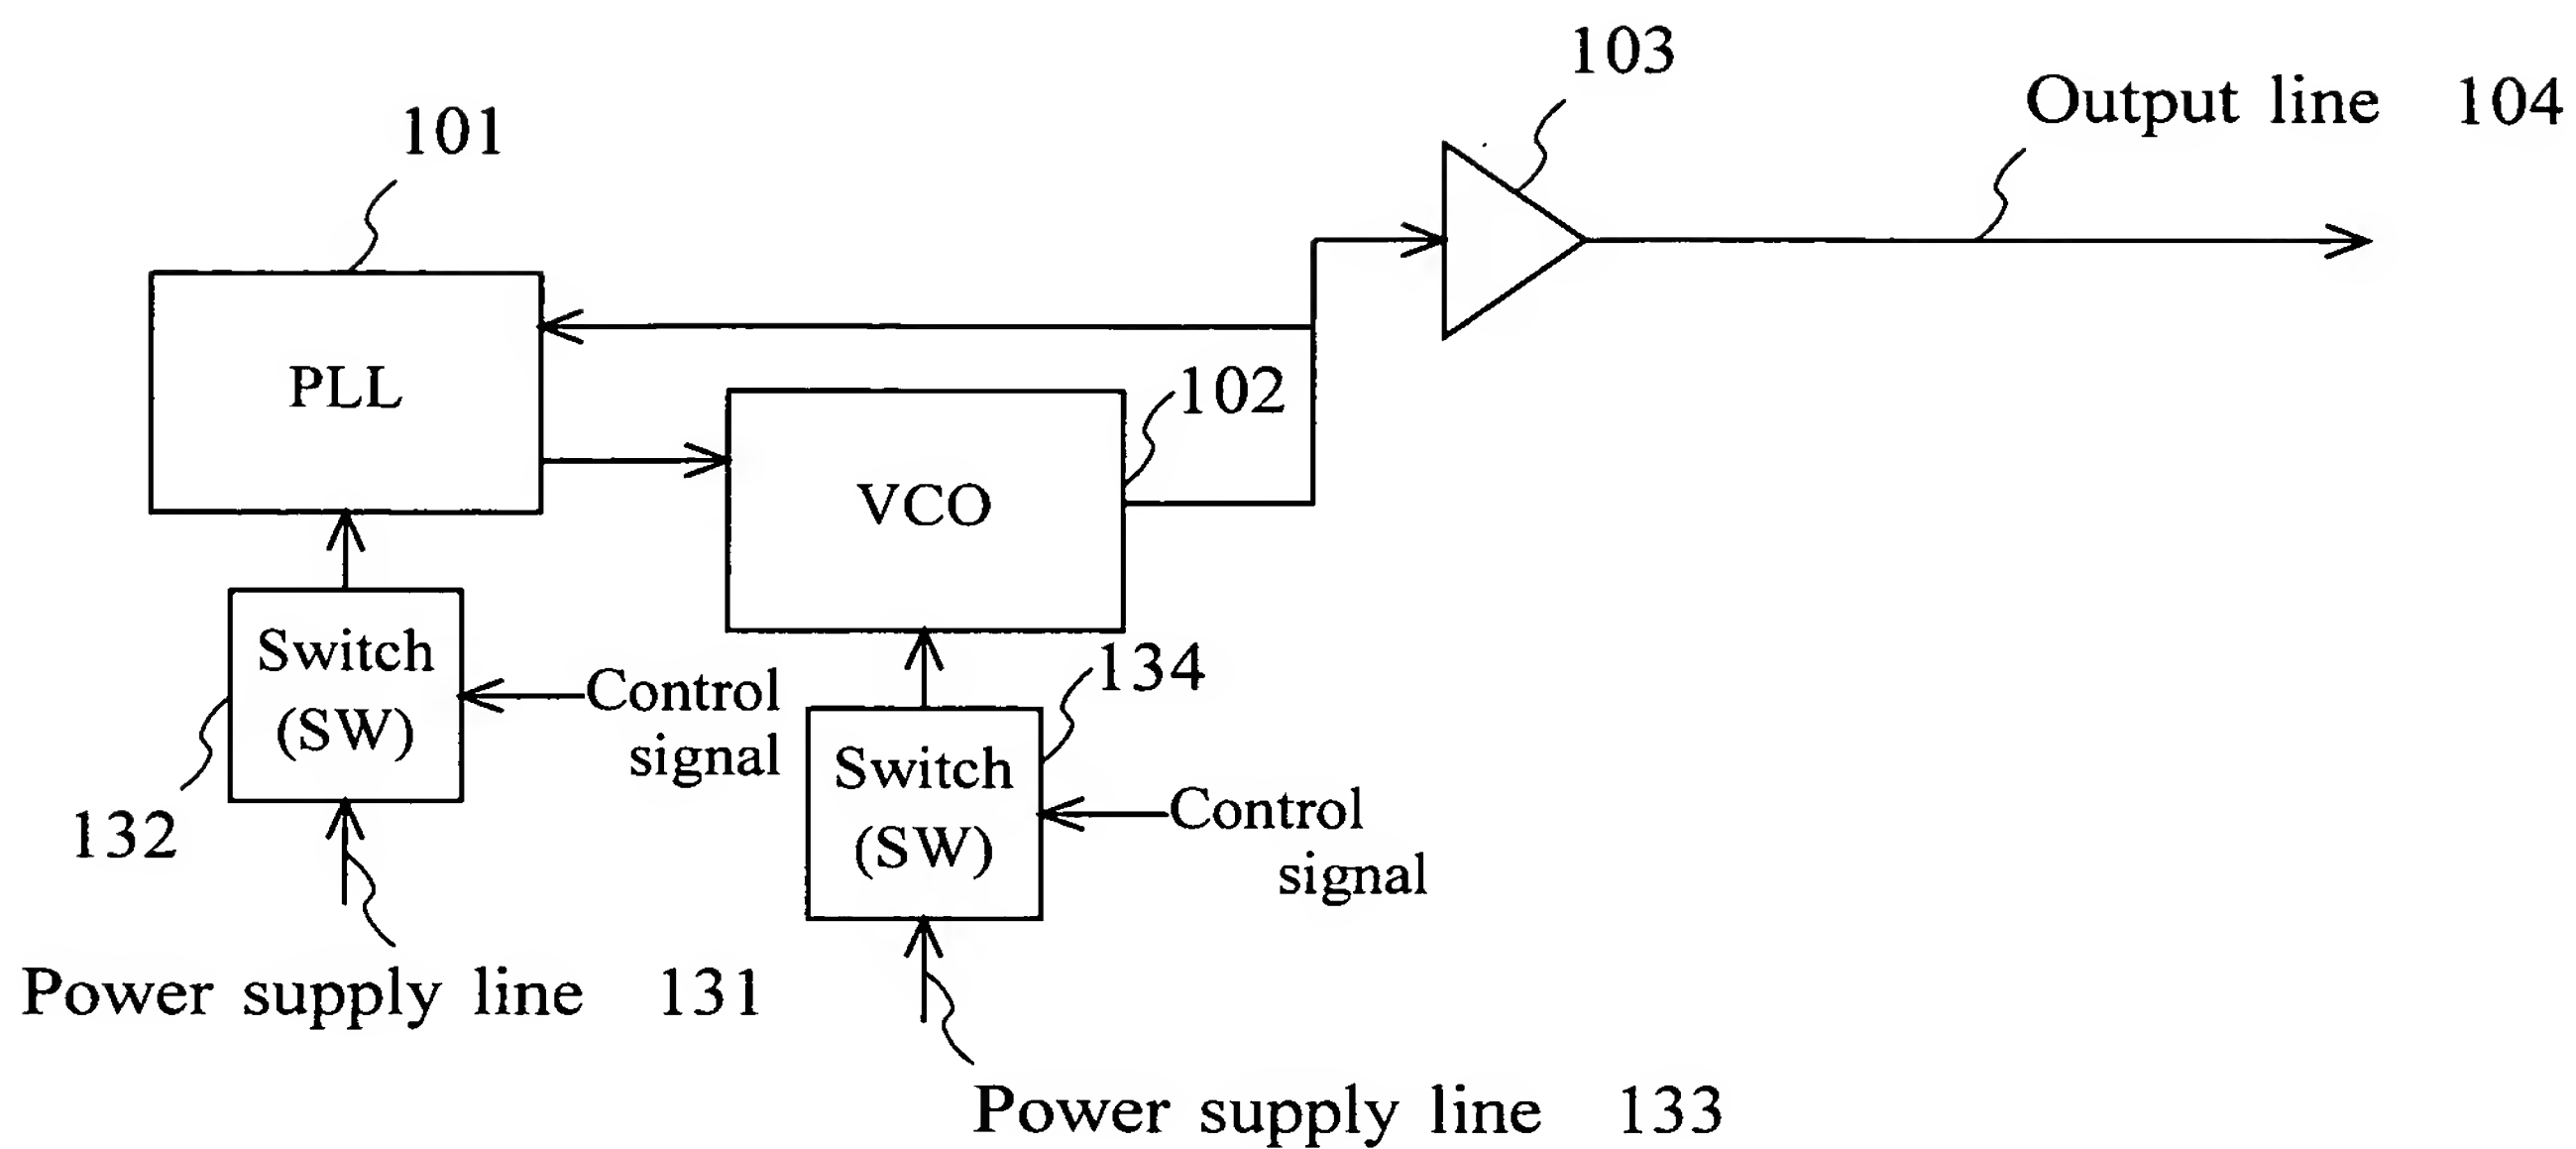 103
Output line 104
101
PLL
102
VCO
Switch
(SW)
Control
signal
132
134
Switch
(SW)
Control
signal
Power supply line 131
Power supply line 133